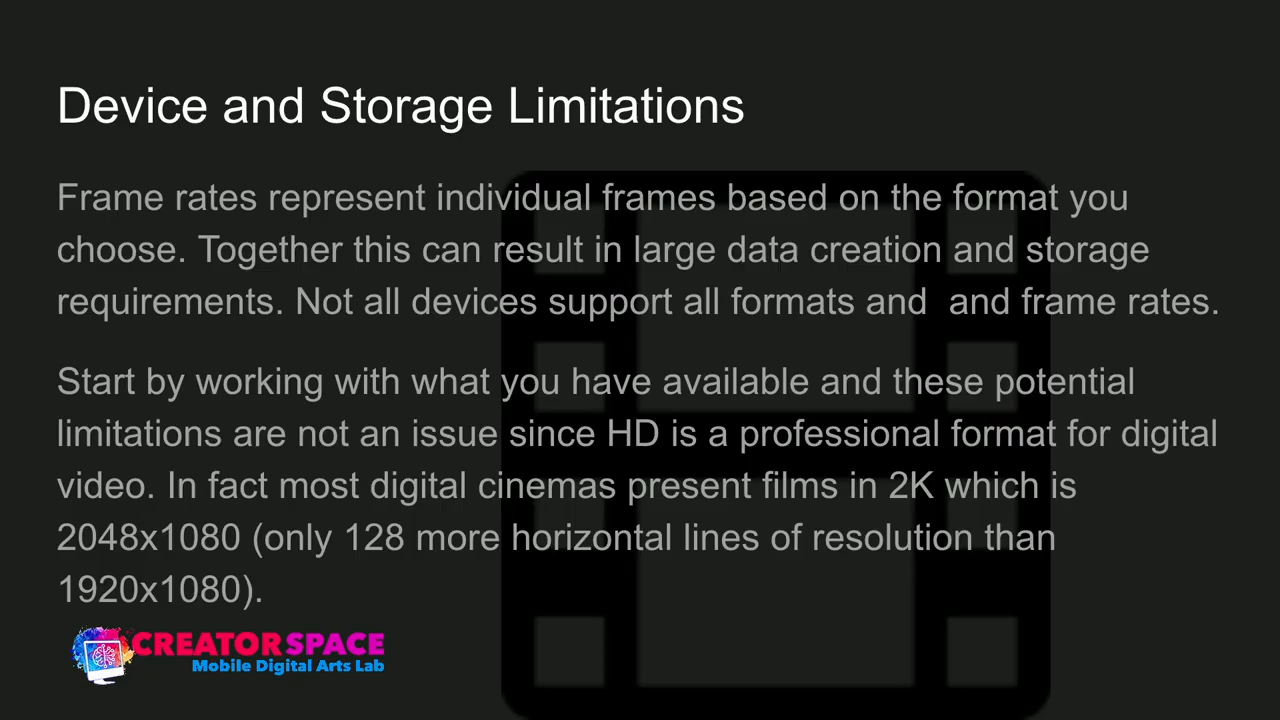 Device and Storage Limitations
Frame rates represent individual frames based on the format you
choose. Together this can result in large data creation and storage
requirements. Not all devices support all formats and  and frame rates.
Start by working with what you have available and these potential
limitations are not an issue since HD is a professional format for digital
video. In fact most digital cinemas present films in 2K which is
2048x1080 (only 128 more horizontal lines of resolution than
1920x1080).
CREATORSPACE
Mobile Digital Arts Lab